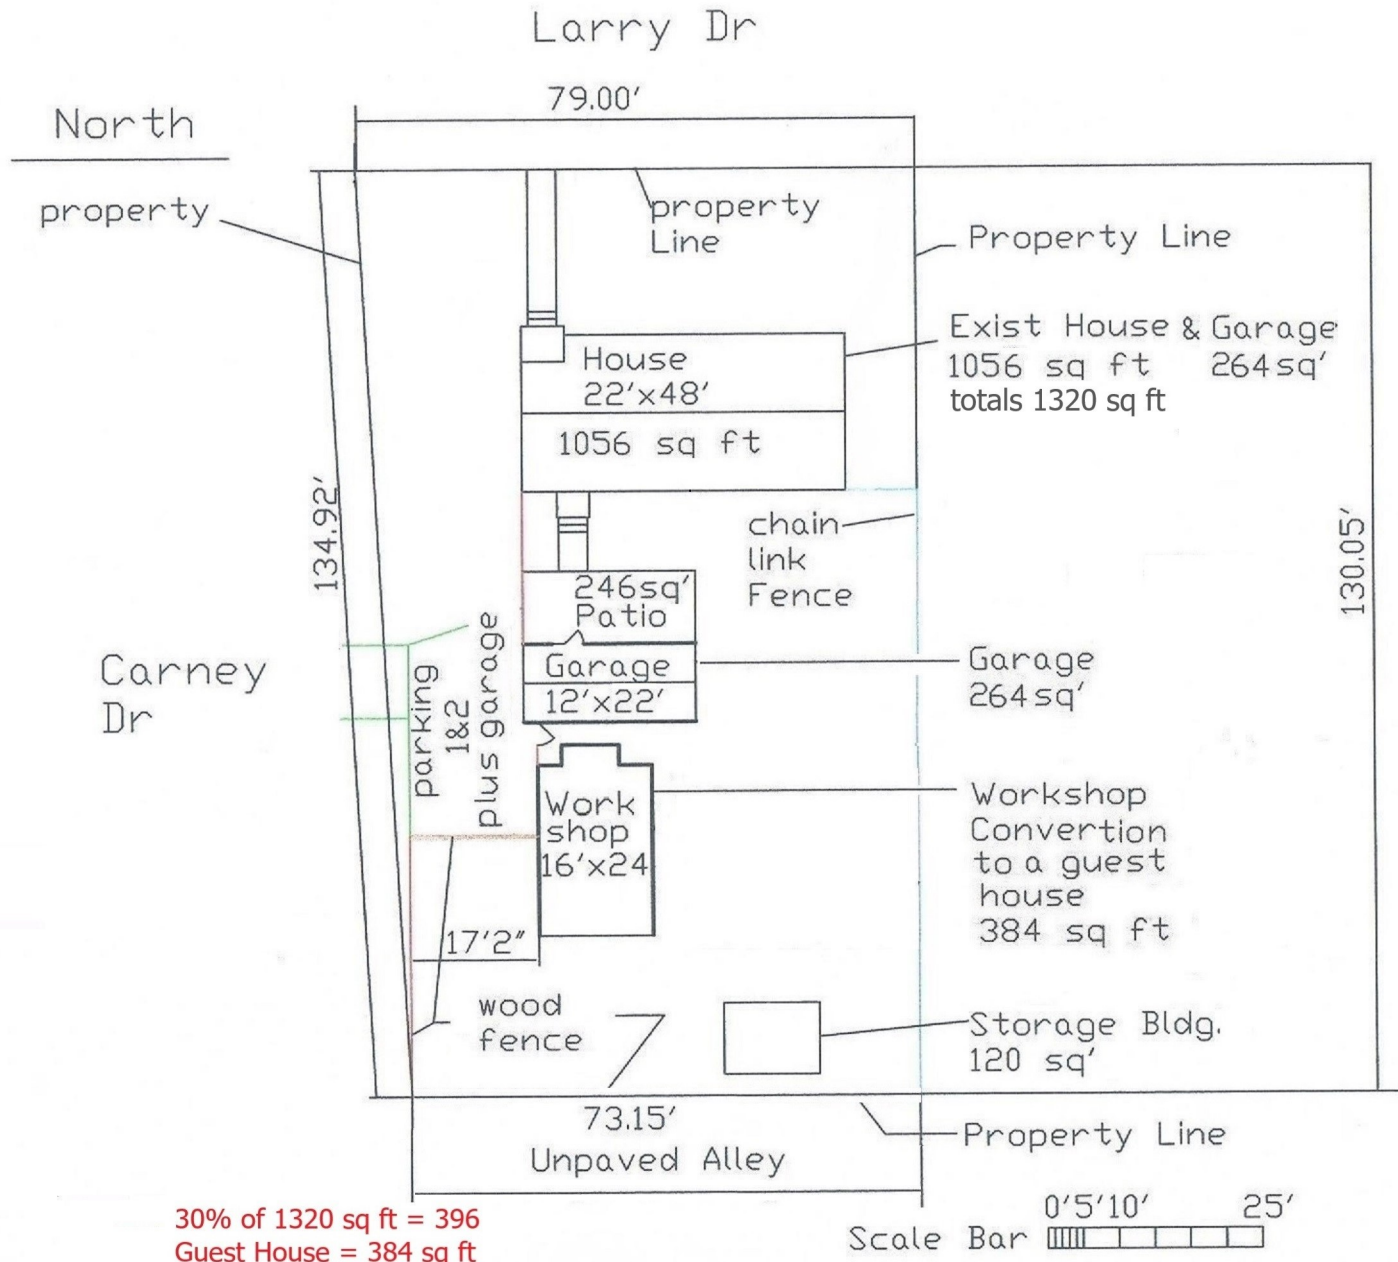 Larry Dr
79.00′
North
property
property
Line
Property Line
Exist House & Garage
1056 sq ft 264sq′
totals 1320 sq ft
House
22′x48′
1056 sq ft
134.92′
130.05′
chain
link
Fence
246sq′
Patio
Garage
12′x22′
Garage
264sq′
Carney
Dr
parking
1&2
plus garage
Work
shop
16′x24
Workshop
Convertion
to a guest
house
384 sq ft
17′2″
wood
fence
Storage Bldg.
120 sq′
73.15′
Unpaved Alley
Property Line
30% of 1320 sq ft = 396
Guest House = 384 sq ft
Scale Bar
0′5′10′ 25′